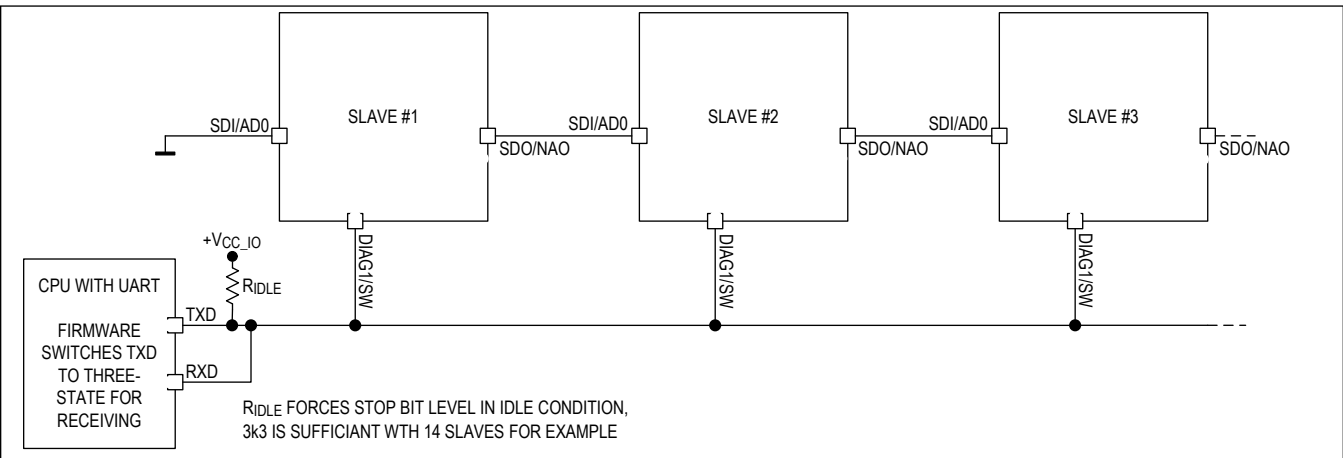 SLAVE #1
SLAVE #2
SLAVE #3
SDI/AD0
SDO/NAO
SDI/AD0
SDO/NAO
SDI/AD0
SDO/NAO
DIAG1/SW
DIAG1/SW
DIAG1/SW
+VCC_IO
RIDLE
CPU WITH UART
TXD
FIRMWARE
SWITCHES TXD
TO THREE-
STATE FOR
RECEIVING
RXD
RIDLE FORCES STOP BIT LEVEL IN IDLE CONDITION,
3k3 IS SUFFICIANT WTH 14 SLAVES FOR EXAMPLE